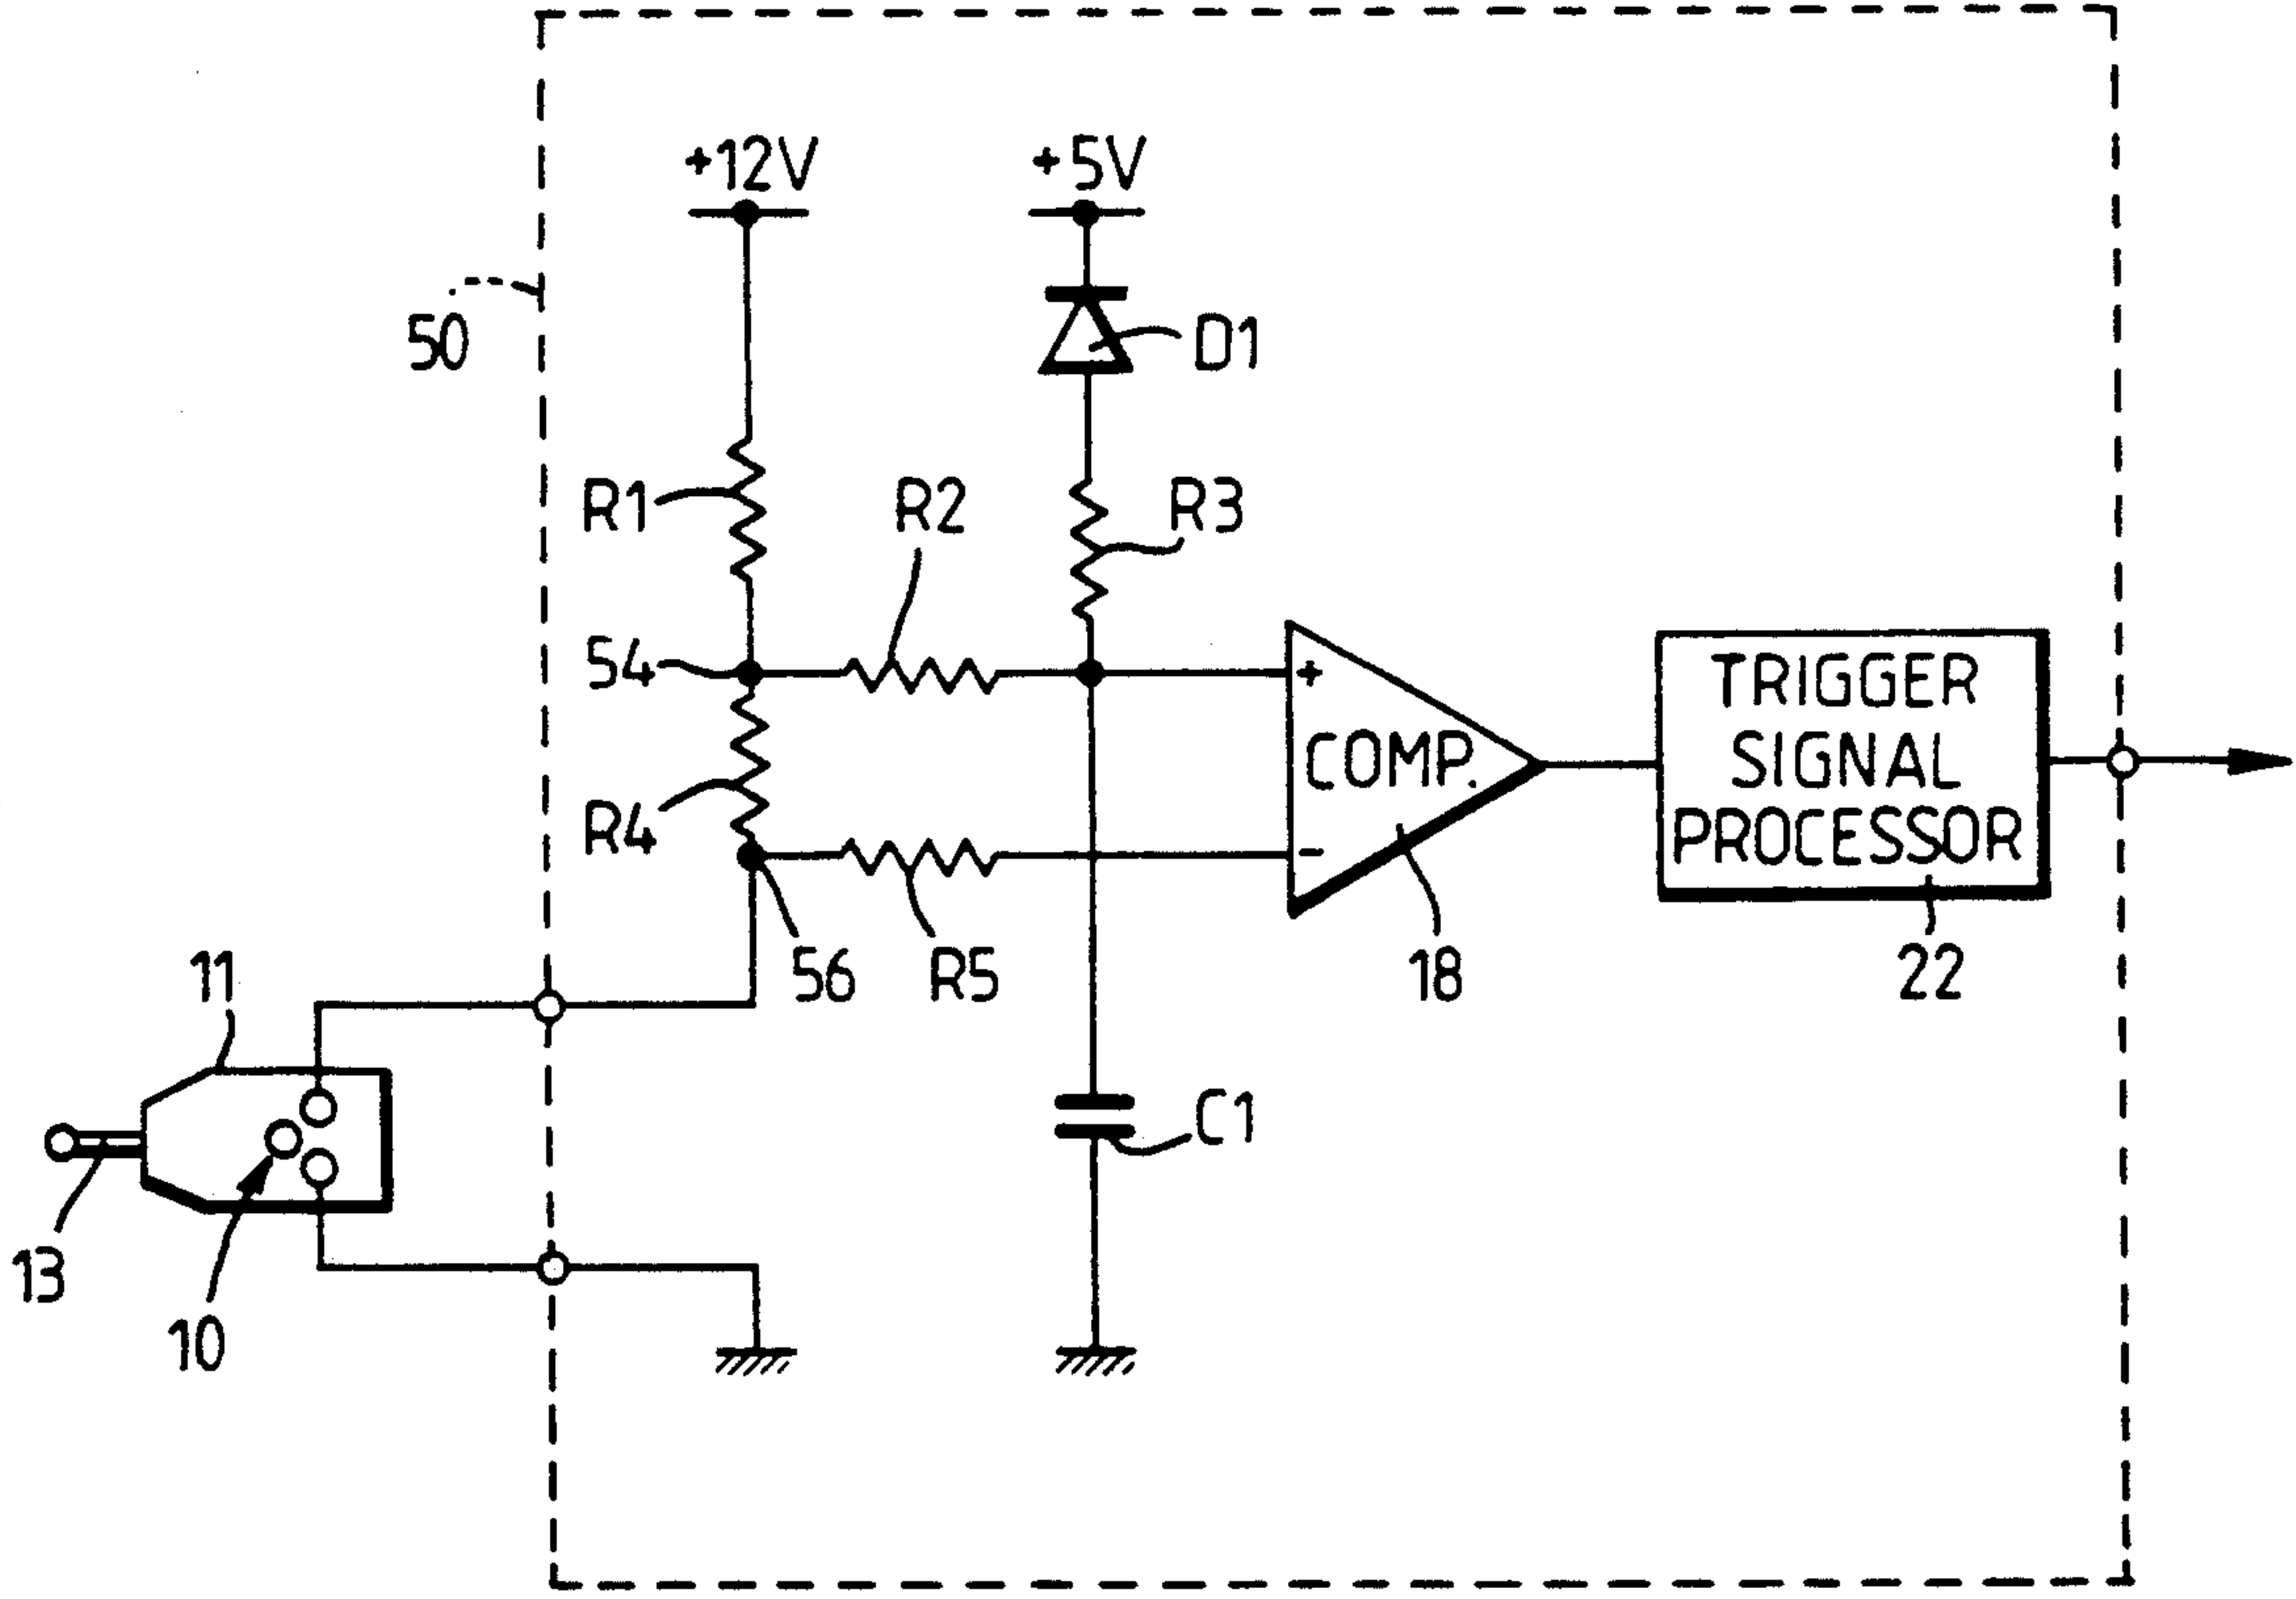 +12V
+5V
50
D1
R1
R2
R3
54
+
TRIGGER
SIGNAL
PROCESSOR
COMP.
R4
-
11
56
R5
18
22
C1
13
10